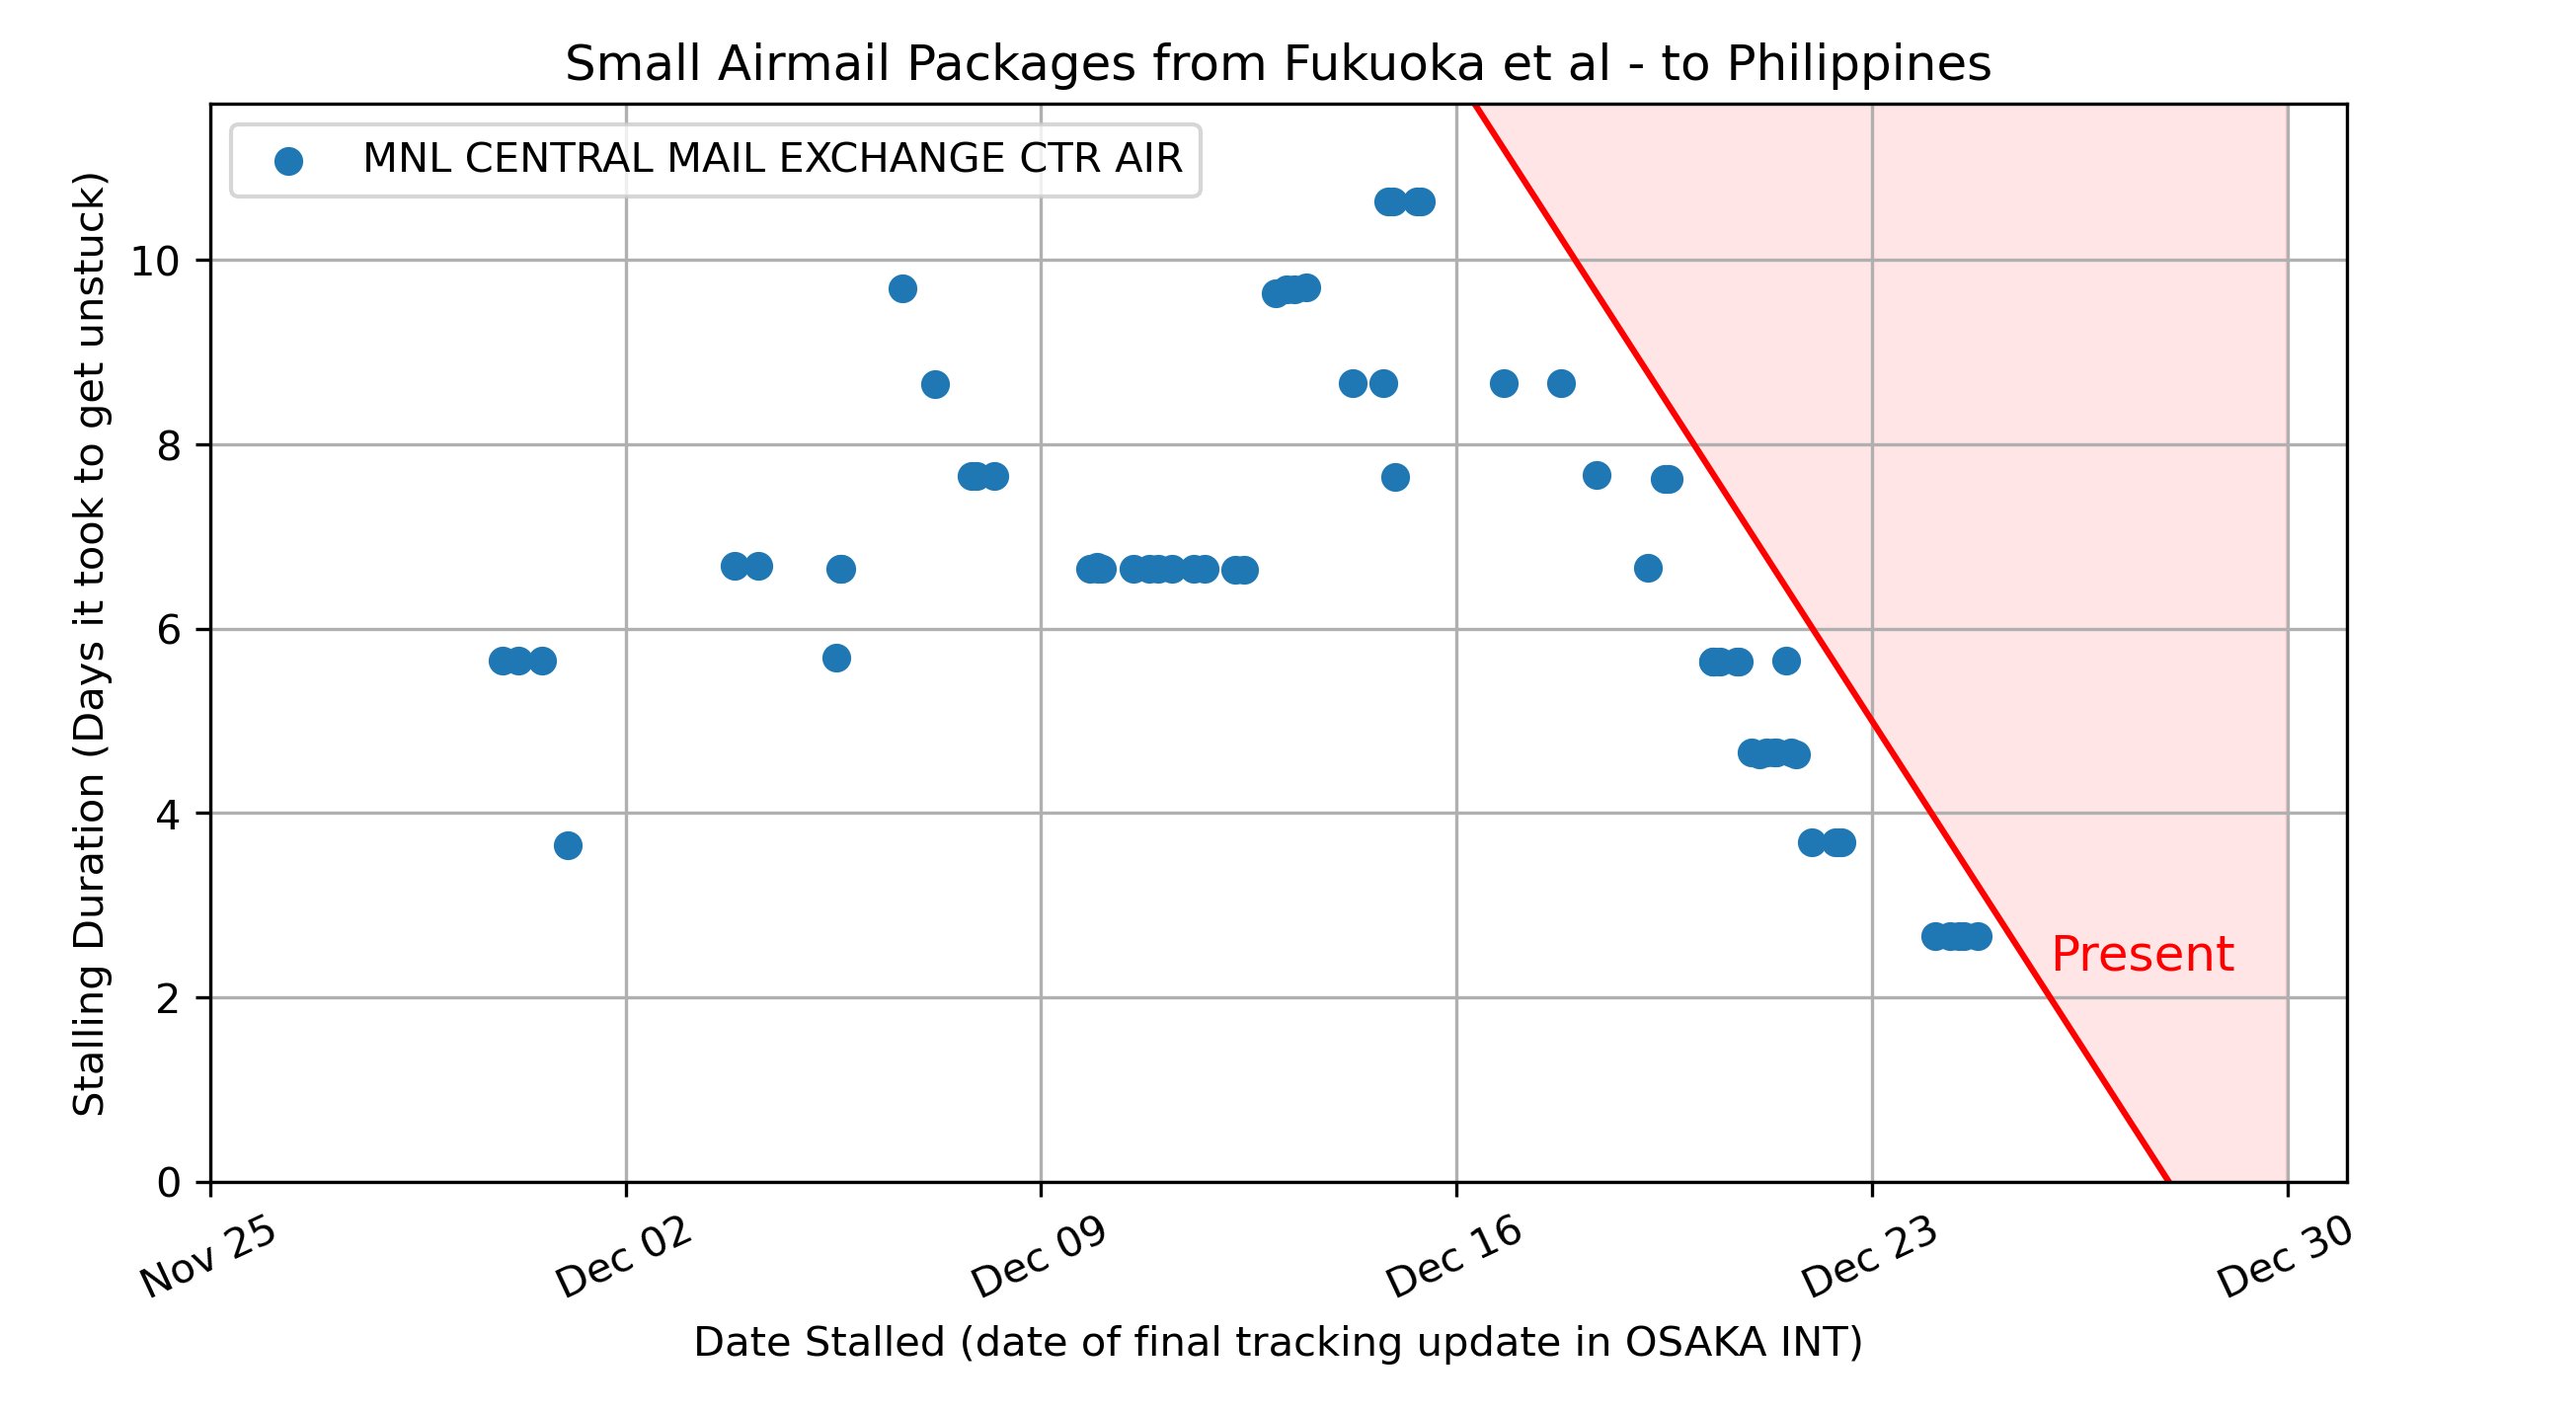 Small Airmail Packages from Fukuoka et al - to Philippines
MNL CENTRAL MAIL EXCHANGE CTR AIR
Stalling Duration (Days it took to get unstuck)
10
8
6
4
2
0
Present
Nov 25
Dec 02
Dec 09
Dec 16
Dec 23
Dec 30
Date Stalled (date of final tracking update in OSAKA INT)